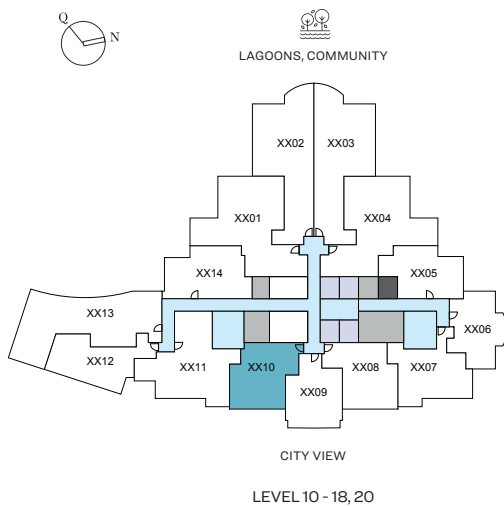 Q
N
LAGOONS, COMMUNITY
XX02
XX03
XX01
XX04
XX14
XX05
XX13
XX06
XX12
XX11
XX10
XX08
XX07
XX09
CITY VIEW
LEVEL 10 - 18, 20